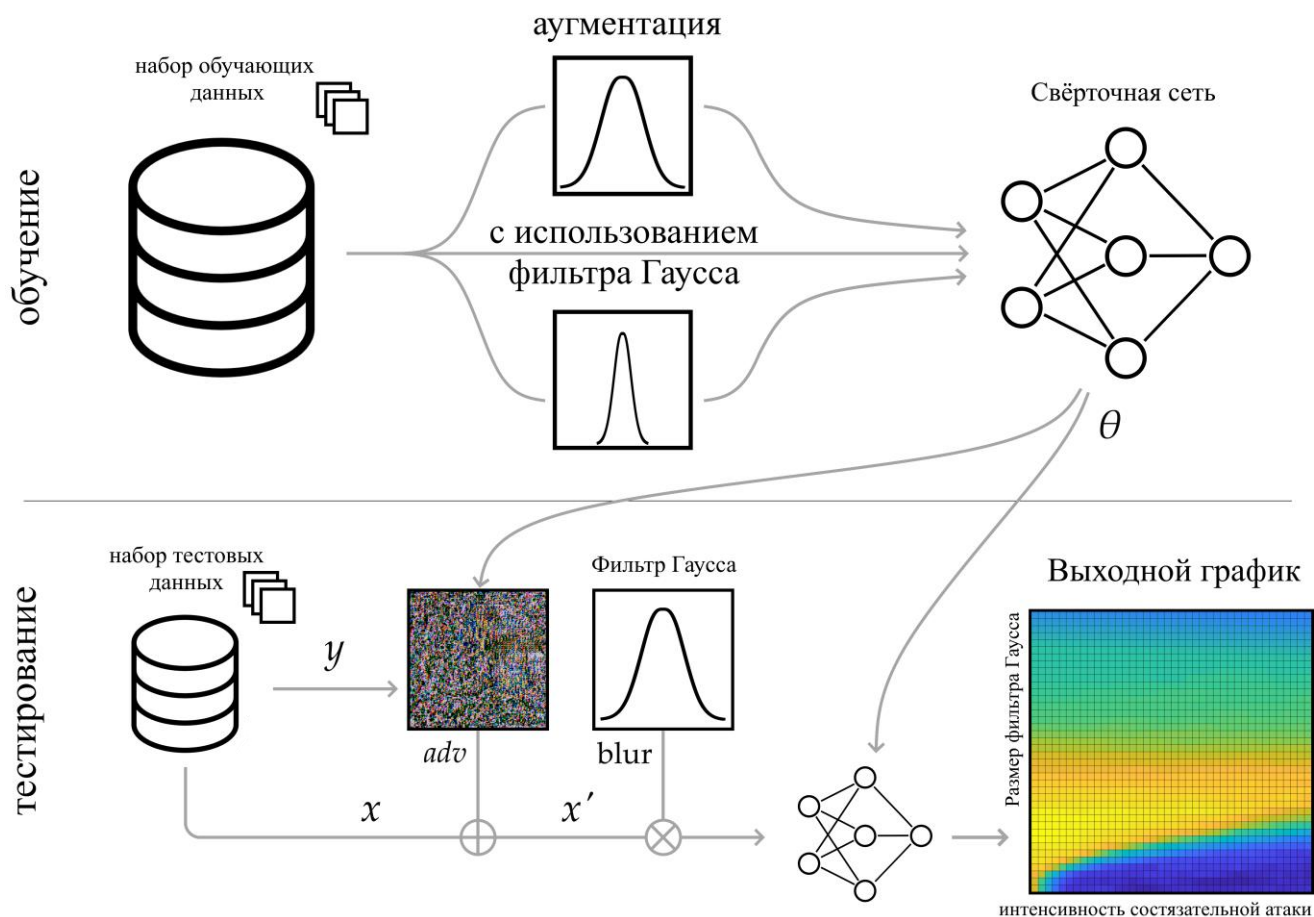 аугментация
набор обучающих
данных
Свёрточная сеть
обучение
с использованием
фильтра Гаусса
θ
набор тестовых
данных
Фильтр Гаусса
Выходной график
тестирование
y
adv
blur
x
x′
Размер фильтра Гаусса
интенсивность состязательной атаки